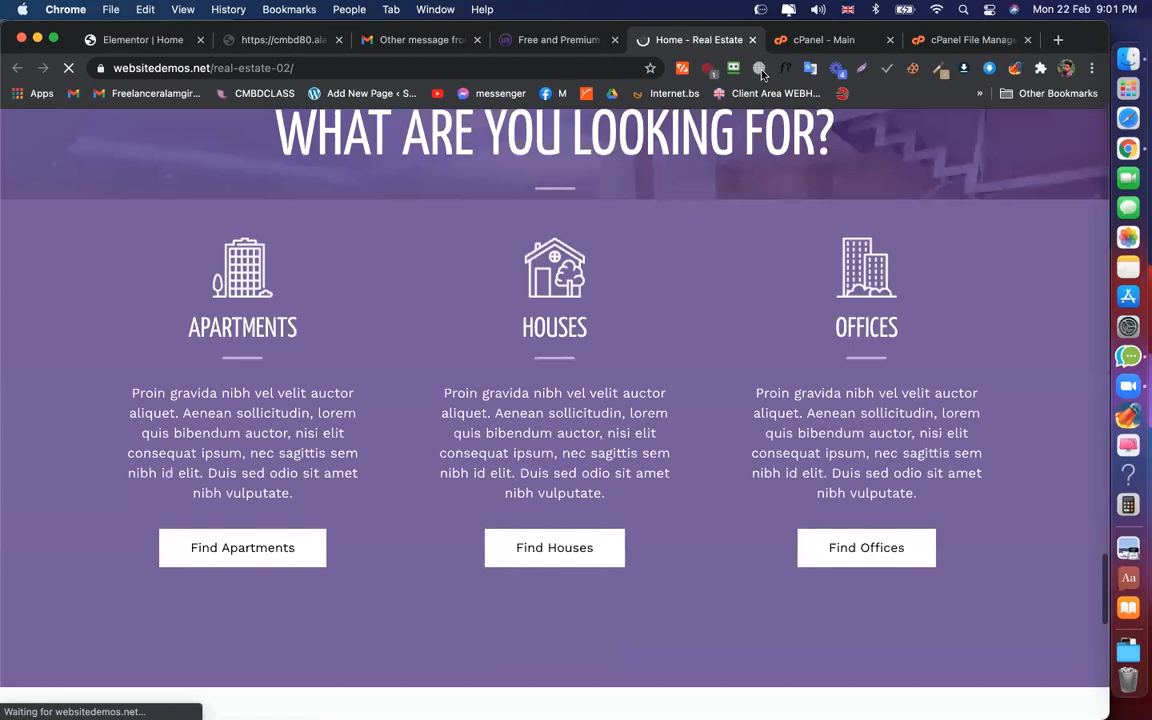 Chrome File Edit View History Bookmarks People Tab Window Help Mon 22 Feb 9:01 PM
Elementor | Home https://cmbd80.ala Other message fro Free and Premium Home - Real Estate cPanel - Main cPanel File Manag
websitedemos.net/real-estate-02/ f? 1 4
Apps Freelanceralamgir... CMBDCLASS Add New Page ‹ S... messenger M Internet.bs Client Area WEBH... » Other Bookmarks
WHAT ARE YOU LOOKING FOR?
APARTMENTS
Proin gravida nibh vel velit auctor
aliquet. Aenean sollicitudin, lorem
quis bibendum auctor, nisi elit
consequat ipsum, nec sagittis sem
nibh id elit. Duis sed odio sit amet
nibh vulputate.
Find Apartments
HOUSES
Proin gravida nibh vel velit auctor
aliquet. Aenean sollicitudin, lorem
quis bibendum auctor, nisi elit
consequat ipsum, nec sagittis sem
nibh id elit. Duis sed odio sit amet
nibh vulputate.
Find Houses
OFFICES
Proin gravida nibh vel velit auctor
aliquet. Aenean sollicitudin, lorem
quis bibendum auctor, nisi elit
consequat ipsum, nec sagittis sem
nibh id elit. Duis sed odio sit amet
nibh vulputate.
Find Offices
Aa
Waiting for websitedemos.net...